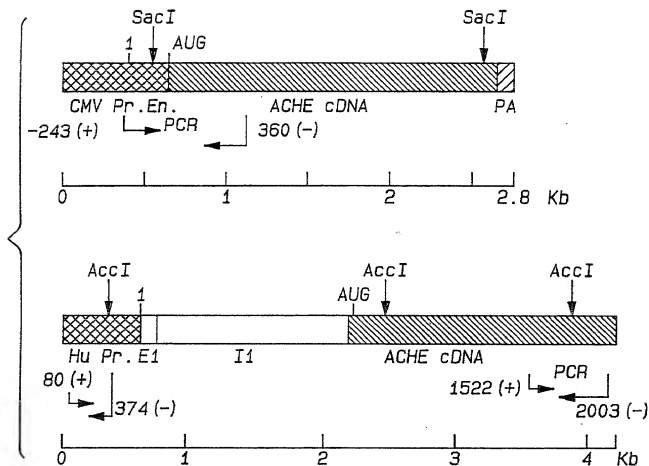 SacI SacI
1 AUG
CMV Pr.En. ACHE cDNA PA
-243 (+) PCR 360 (-)
0 1 2 2.8 Kb
AccI AccI AccI
1 AUG
Hu Pr. E1 I1 ACHE cDNA
80 (+) 374 (-) 1522 (+) PCR 2003 (-)
0 1 2 3 4 Kb